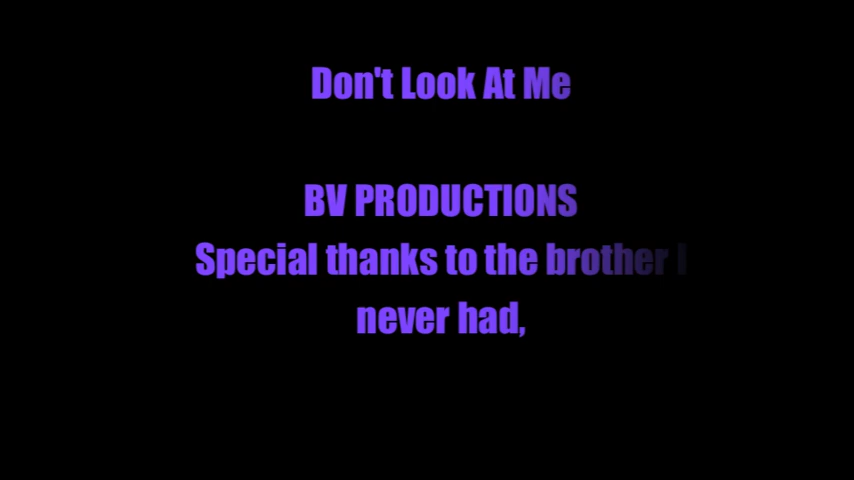 Don't Look At Me
BV PRODUCTIONS
Special thanks to the brother I
never had,